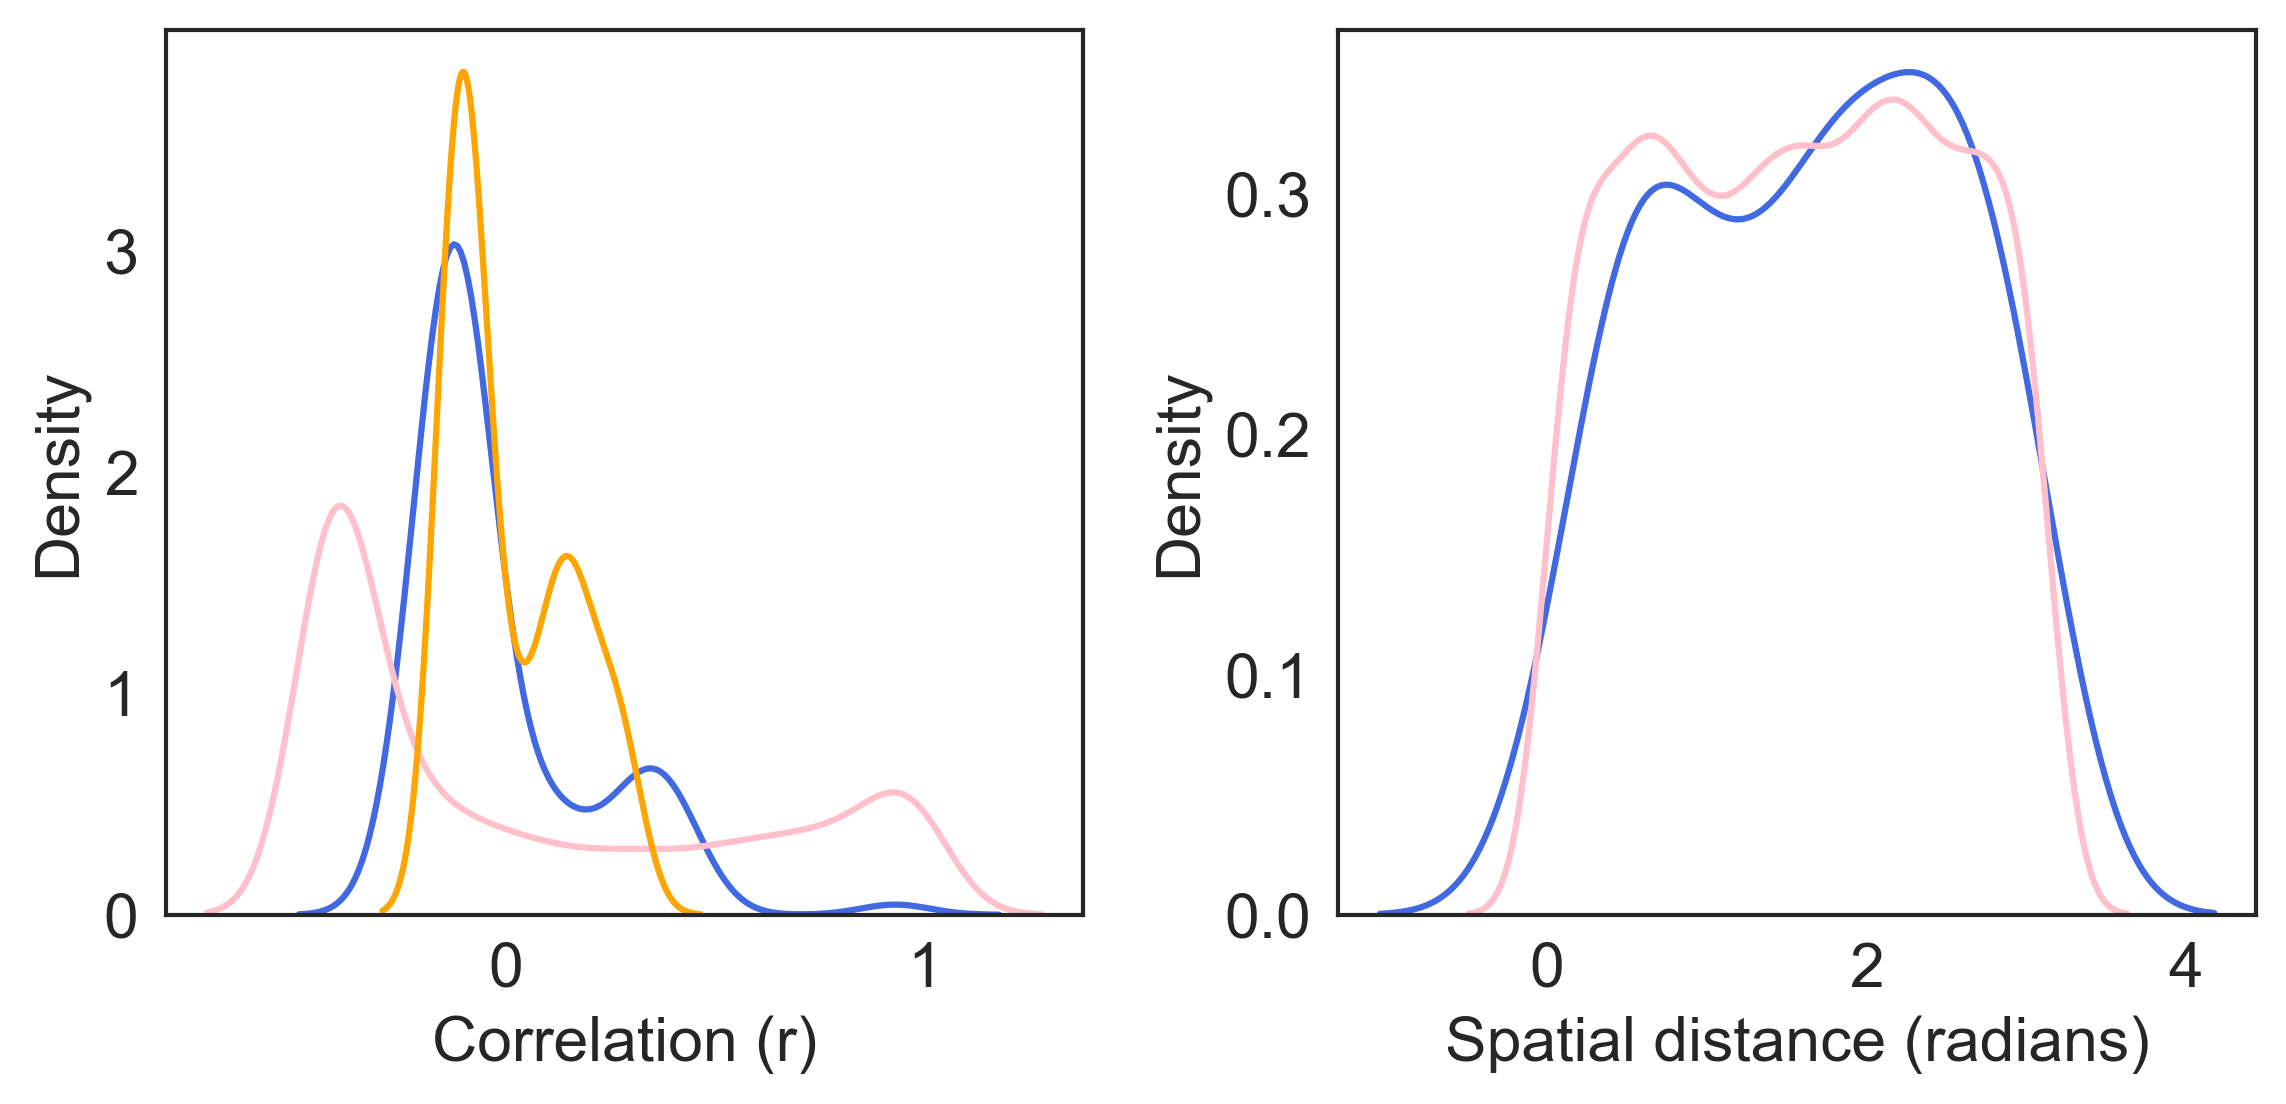 Density
3
2
1
0
0 1
Correlation (r)
Density
0.3
0.2
0.1
0.0
0 2 4
Spatial distance (radians)